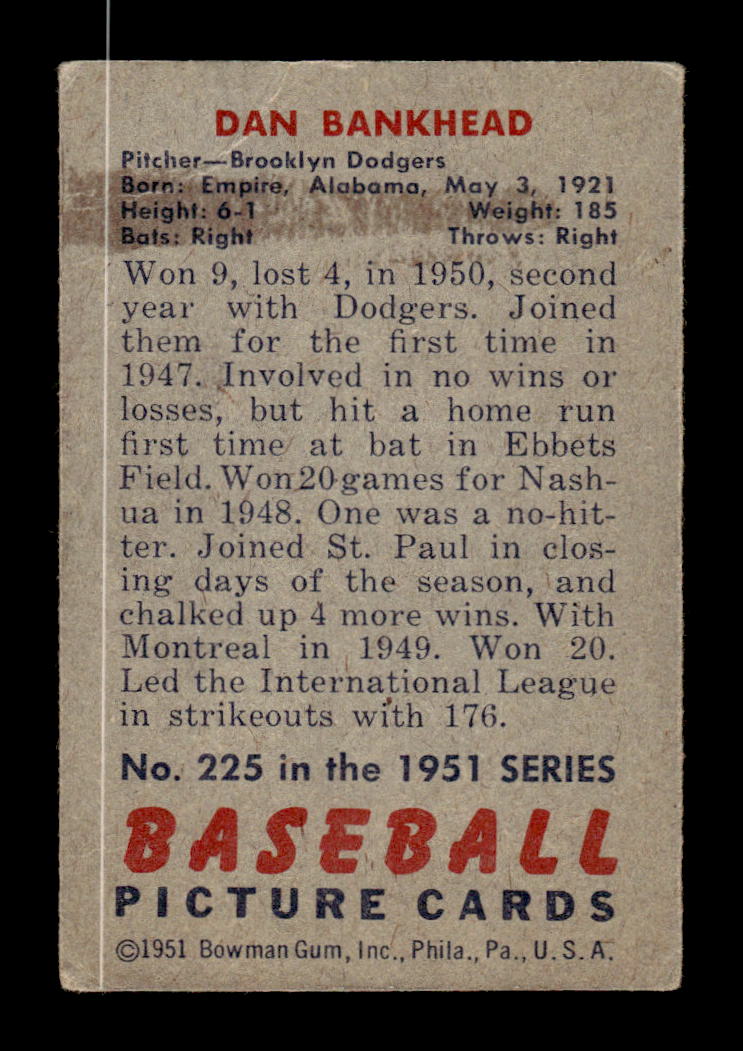 DAN BANKHEAD
Pitcher—Brooklyn Dodgers
Born: Empire, Alabama, May 3, 1921
Height: 6-1 Weight: 185
Bats: Right Throws: Right
Won 9, lost 4, in 1950, second
year with Dodgers. Joined
them for the first time in
1947. Involved in no wins or
losses, but hit a home run
first time at bat in Ebbets
Field. Won 20 games for Nash-
ua in 1948. One was a no-hit-
ter. Joined St. Paul in clos-
ing days of the season, and
chalked up 4 more wins. With
Montreal in 1949. Won 20.
Led the International League
in strikeouts with 176.
No. 225 in the 1951 SERIES
BASEBALL
PICTURE CARDS
©1951 Bowman Gum, Inc., Phila., Pa., U.S.A.